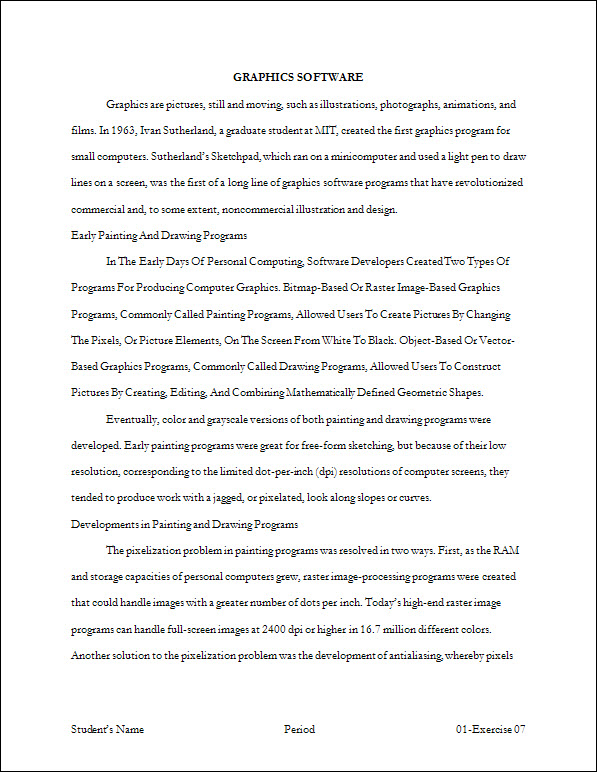 GRAPHICS SOFTWARE
Graphics are pictures, still and moving, such as illustrations, photographs, animations, and
films. In 1963, Ivan Sutherland, a graduate student at MIT, created the first graphics program for
small computers. Sutherland's Sketchpad, which ran on a minicomputer and used a light pen to draw
lines on a screen, was the first of a long line of graphics software programs that have revolutionized
commercial and, to some extent, noncommercial illustration and design.
Early Painting And Drawing Programs
In The Early Days Of Personal Computing, Software Developers Created Two Types Of
Programs For Producing Computer Graphics. Bitmap-Based Or Raster Image-Based Graphics
Programs, Commonly Called Painting Programs, Allowed Users To Create Pictures By Changing
The Pixels, Or Picture Elements, On The Screen From White To Black. Object-Based Or Vector-
Based Graphics Programs, Commonly Called Drawing Programs, Allowed Users To Construct
Pictures By Creating, Editing, And Combining Mathematically Defined Geometric Shapes.
Eventually, color and grayscale versions of both painting and drawing programs were
developed. Early painting programs were great for free-form sketching, but because of their low
resolution, corresponding to the limited dot-per-inch (dpi) resolutions of computer screens, they
tended to produce work with a jagged, or pixelated, look along slopes or curves.
Developments in Painting and Drawing Programs
The pixelization problem in painting programs was resolved in two ways. First, as the RAM
and storage capacities of personal computers grew, raster image-processing programs were created
that could handle images with a greater number of dots per inch. Today's high-end raster image
programs can handle full-screen images at 2400 dpi or higher in 16.7 million different colors.
Another solution to the pixelization problem was the development of antialiasing, whereby pixels
Student's Name Period 01-Exercise 07